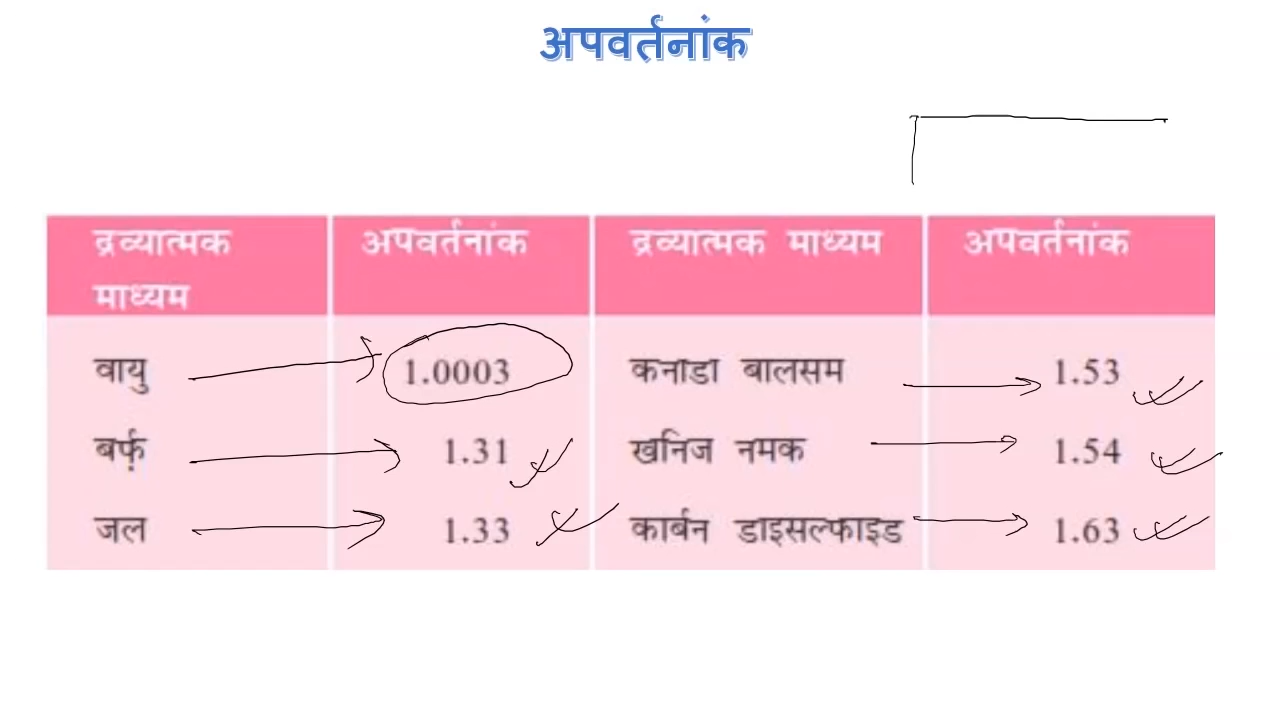 अपवर्तनांक
द्रव्यात्मक माध्यम अपवर्तनांक द्रव्यात्मक माध्यम अपवर्तनांक
वायु 1.0003 कनाडा बालसम 1.53
बर्फ़ 1.31 खनिज नमक 1.54
जल 1.33 कार्बन डाइसल्फाइड 1.63